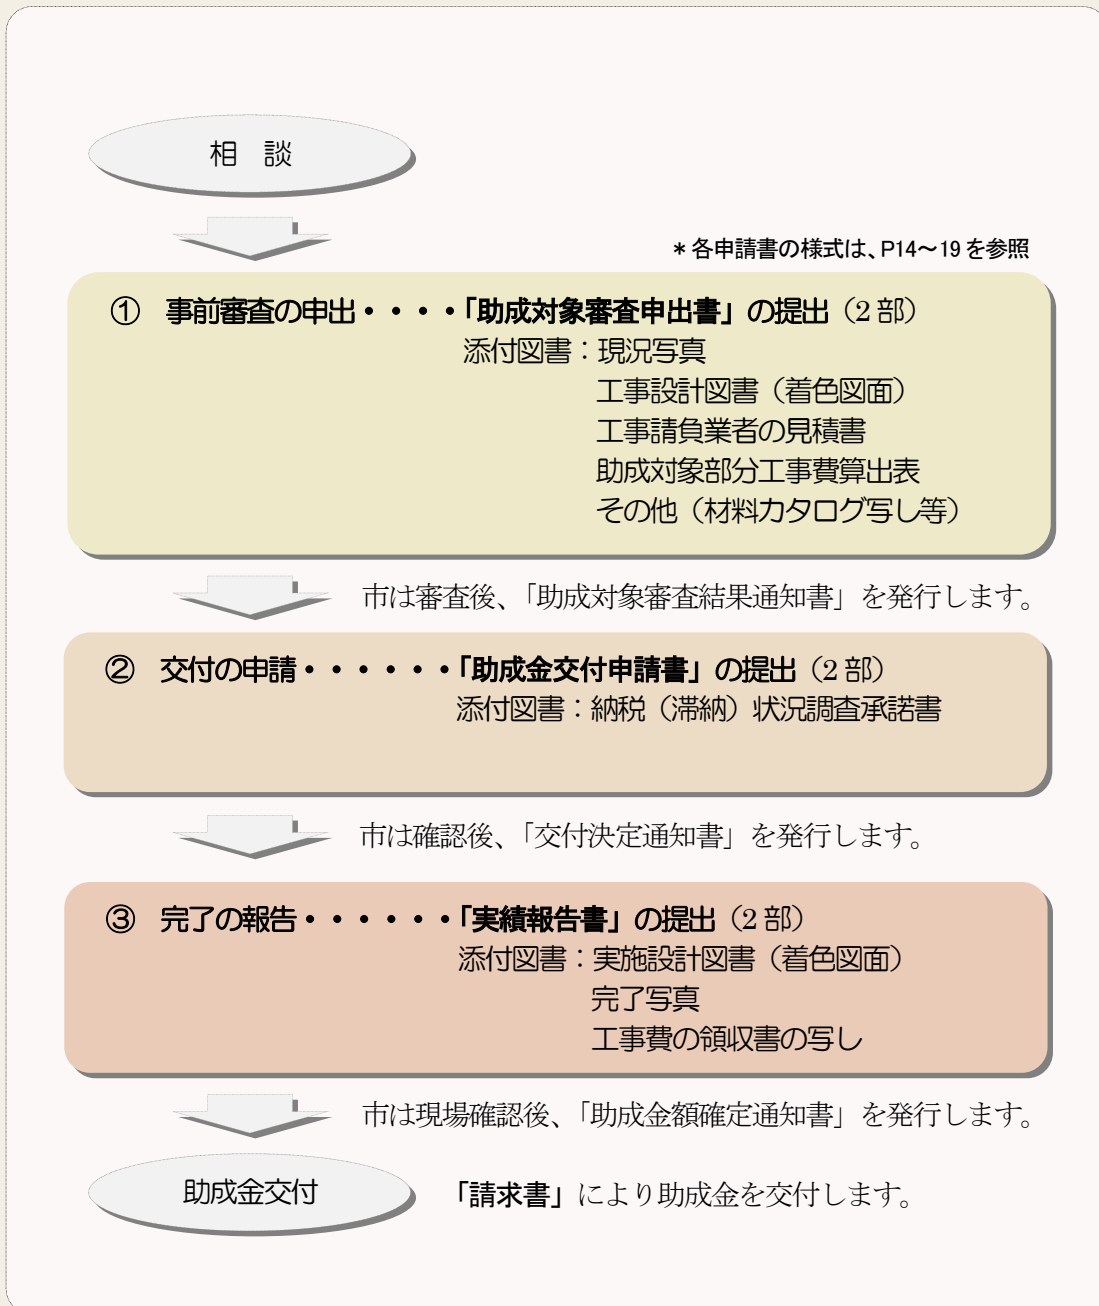 相　談
＊各申請書の様式は、P14～19を参照
①　事前審査の申出・・・・「助成対象審査申出書」の提出（2部）
添付図書：現況写真
工事設計図書（着色図面）
工事請負業者の見積書
助成対象部分工事費算出表
その他（材料カタログ写し等）
市は審査後、「助成対象審査結果通知書」を発行します。
②　交付の申請・・・・・・「助成金交付申請書」の提出（2部）
添付図書：納税（滞納）状況調査承諾書
市は確認後、「交付決定通知書」を発行します。
③　完了の報告・・・・・・「実績報告書」の提出（2部）
添付図書：実施設計図書（着色図面）
完了写真
工事費の領収書の写し
市は現場確認後、「助成金額確定通知書」を発行します。
助成金交付　「請求書」により助成金を交付します。